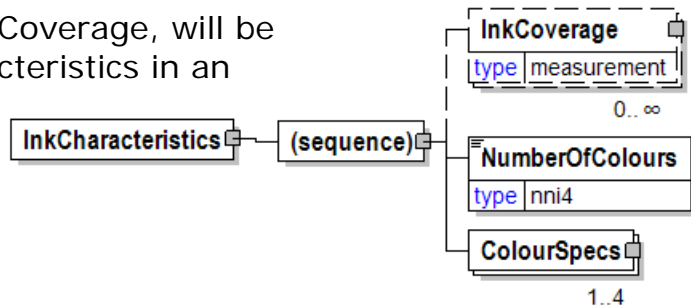 Coverage, will be
cteristics in an
InkCharacteristics
(sequence)
InkCoverage
type measurement
0..∞
NumberOfColours
type nni4
ColourSpecs
1..4